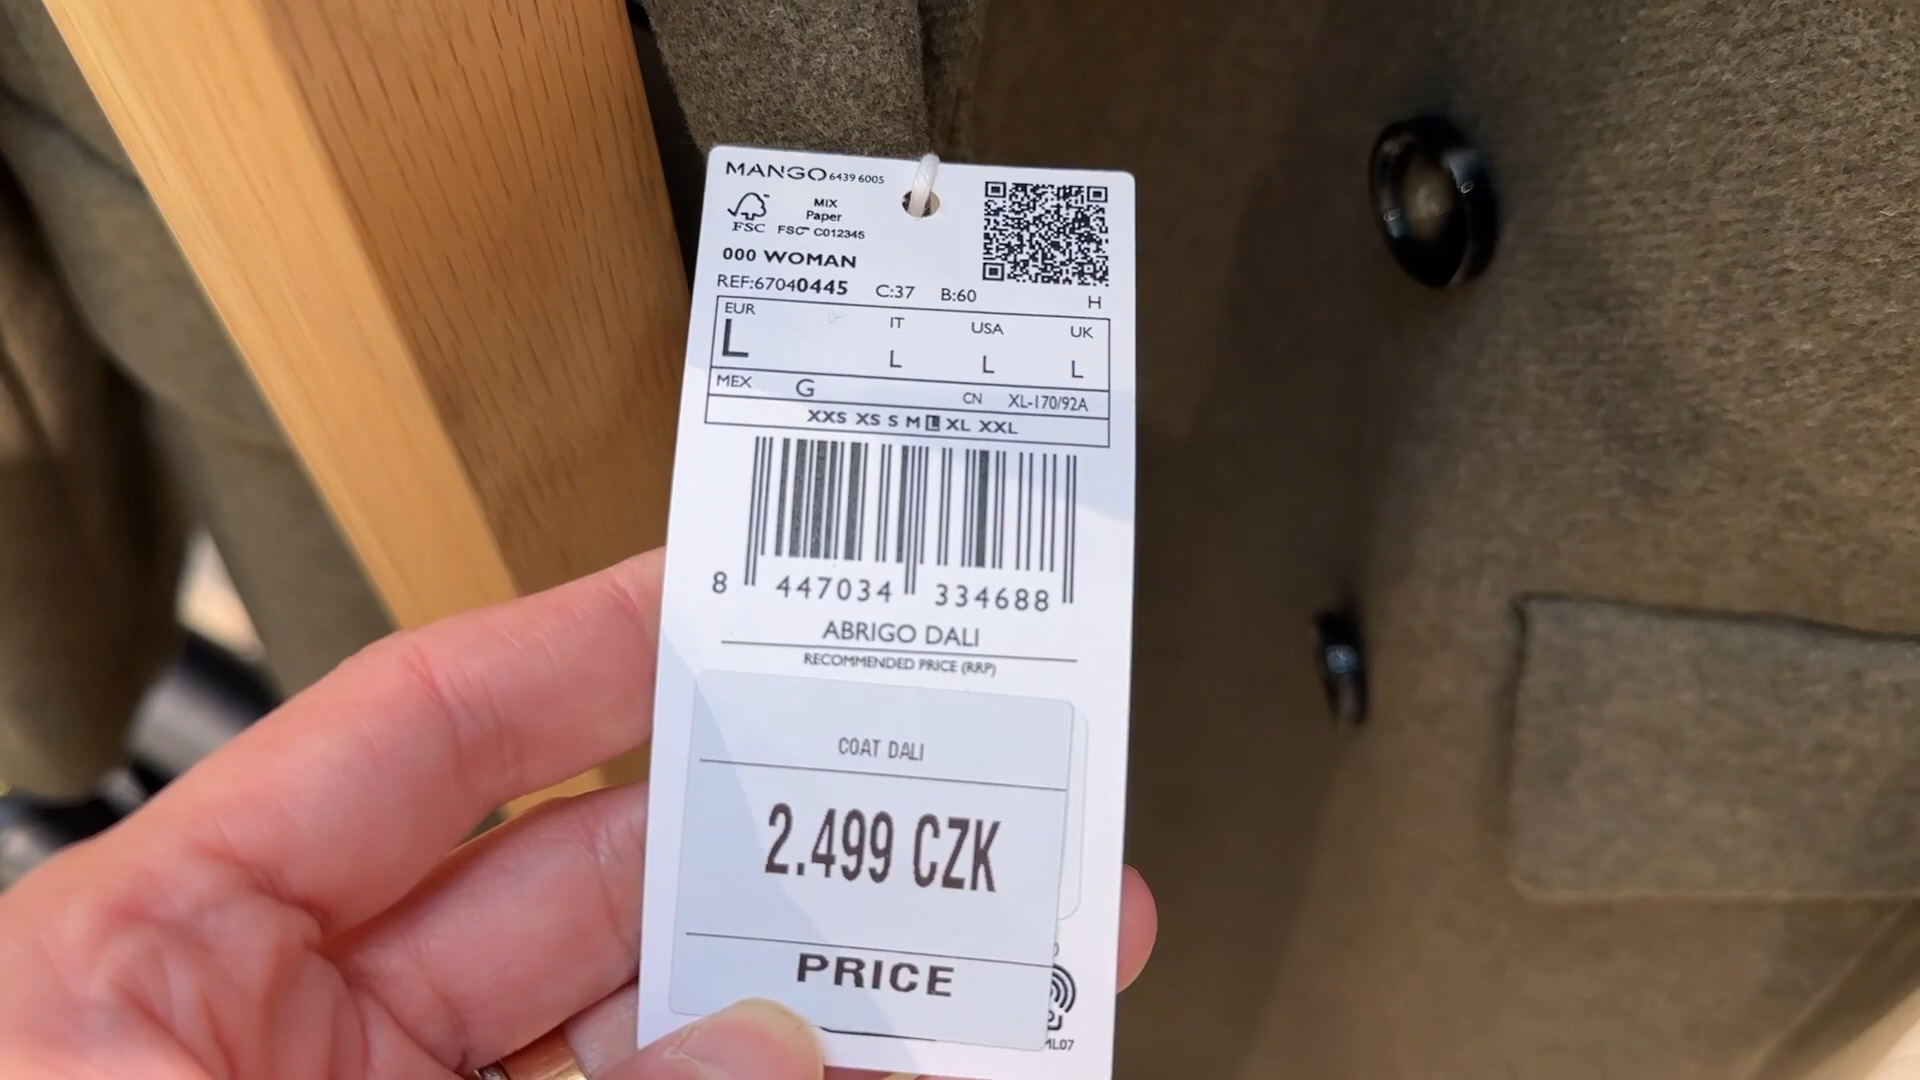 MANGO 6439 6005
MIX
Paper
FSC FSC™ C012345
000 WOMAN
REF:67040445 C:37 B:60 H
EUR IT USA UK
L L L L
MEX G CN XL-170/92A
XXS XS S M L XL XXL
8 447034 334688
ABRIGO DALI
RECOMMENDED PRICE (RRP)
COAT DALI
2.499 CZK
PRICE